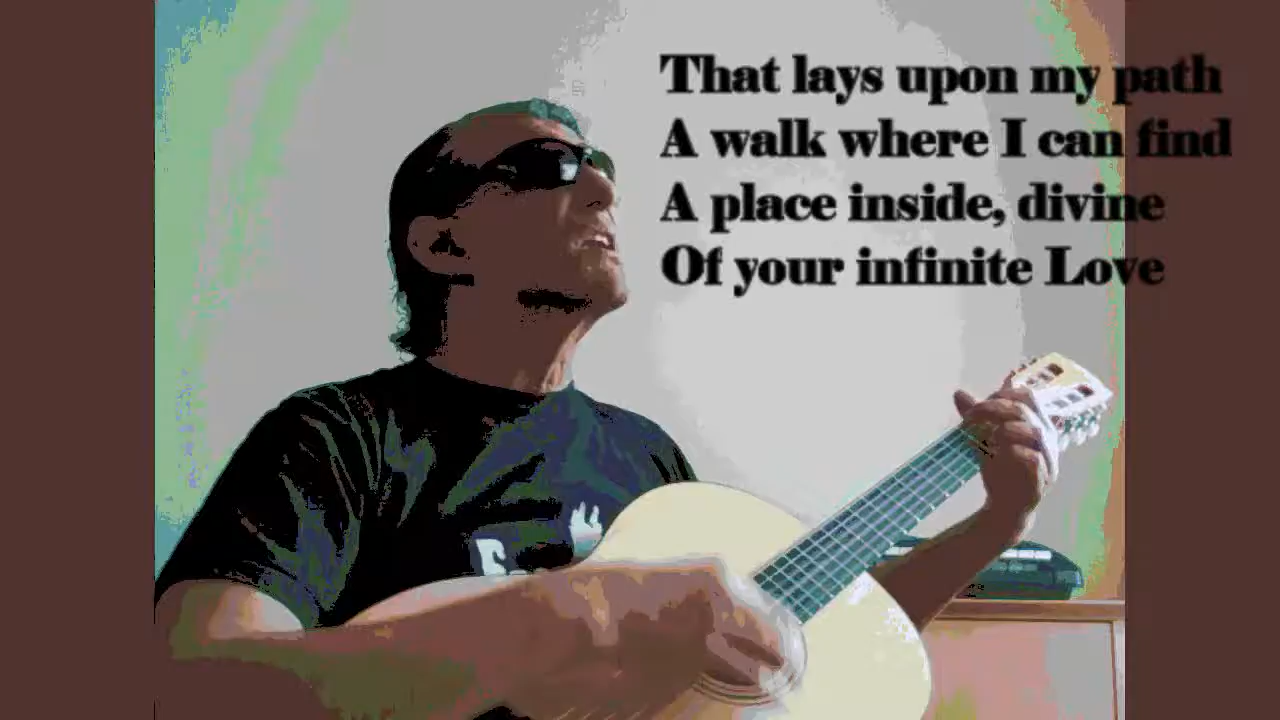 That lays upon my path
A walk where I can find
A place inside, divine
Of your infinite Love